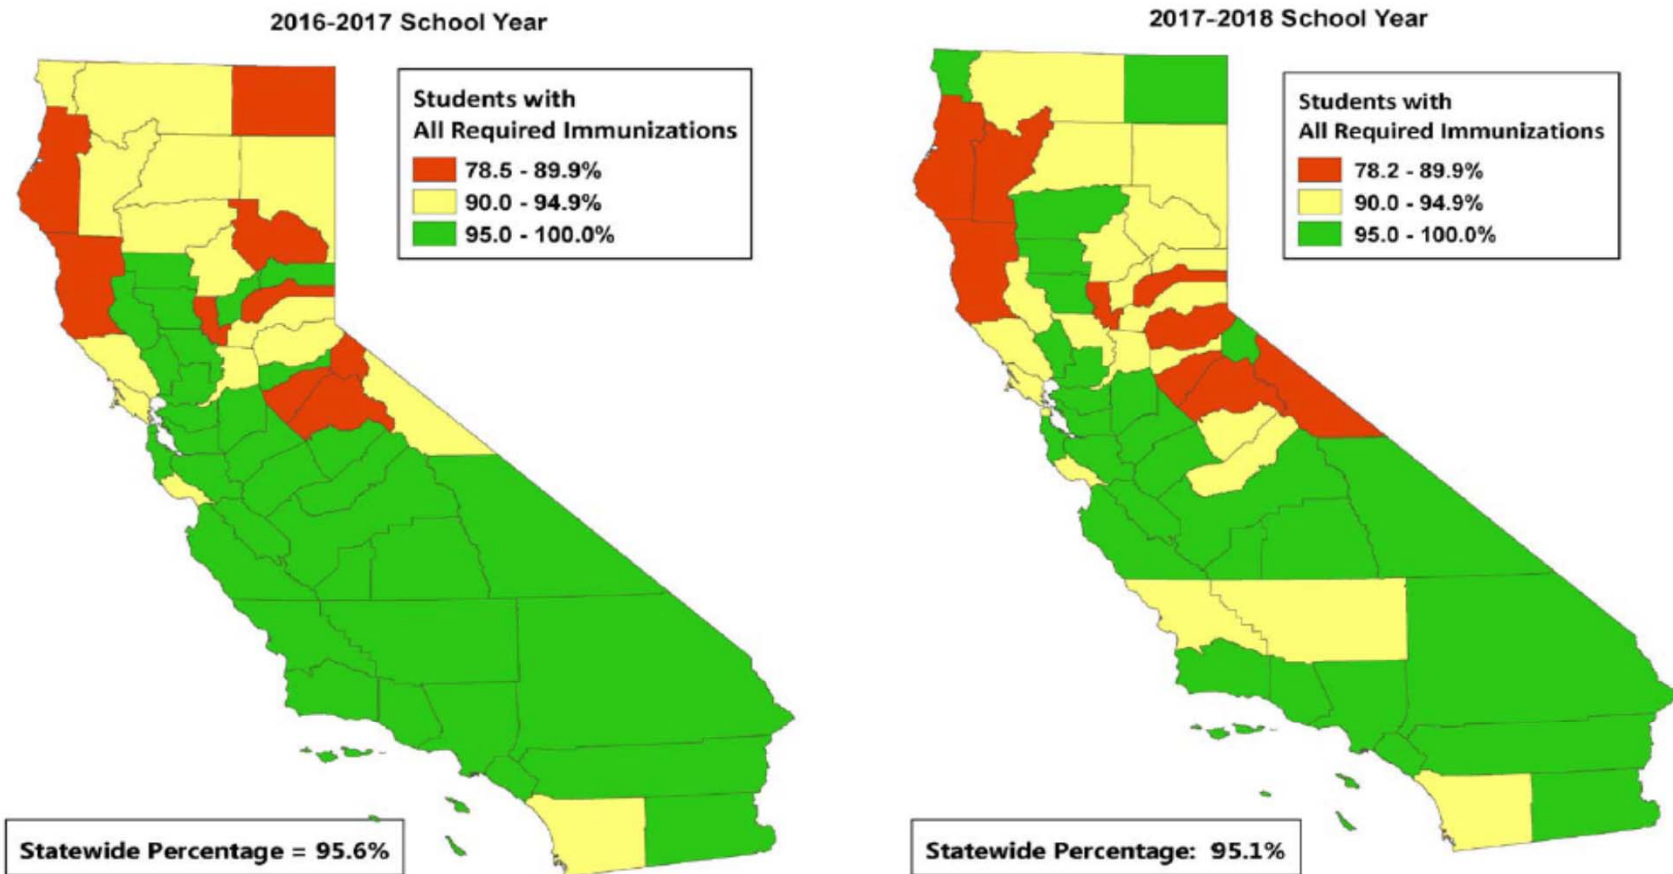 2016-2017 School Year
Students with
All Required Immunizations
78.5 - 89.9%
90.0 - 94.9%
95.0 - 100.0%
Statewide Percentage = 95.6%
2017-2018 School Year
Students with
All Required Immunizations
78.2 - 89.9%
90.0 - 94.9%
95.0 - 100.0%
Statewide Percentage: 95.1%